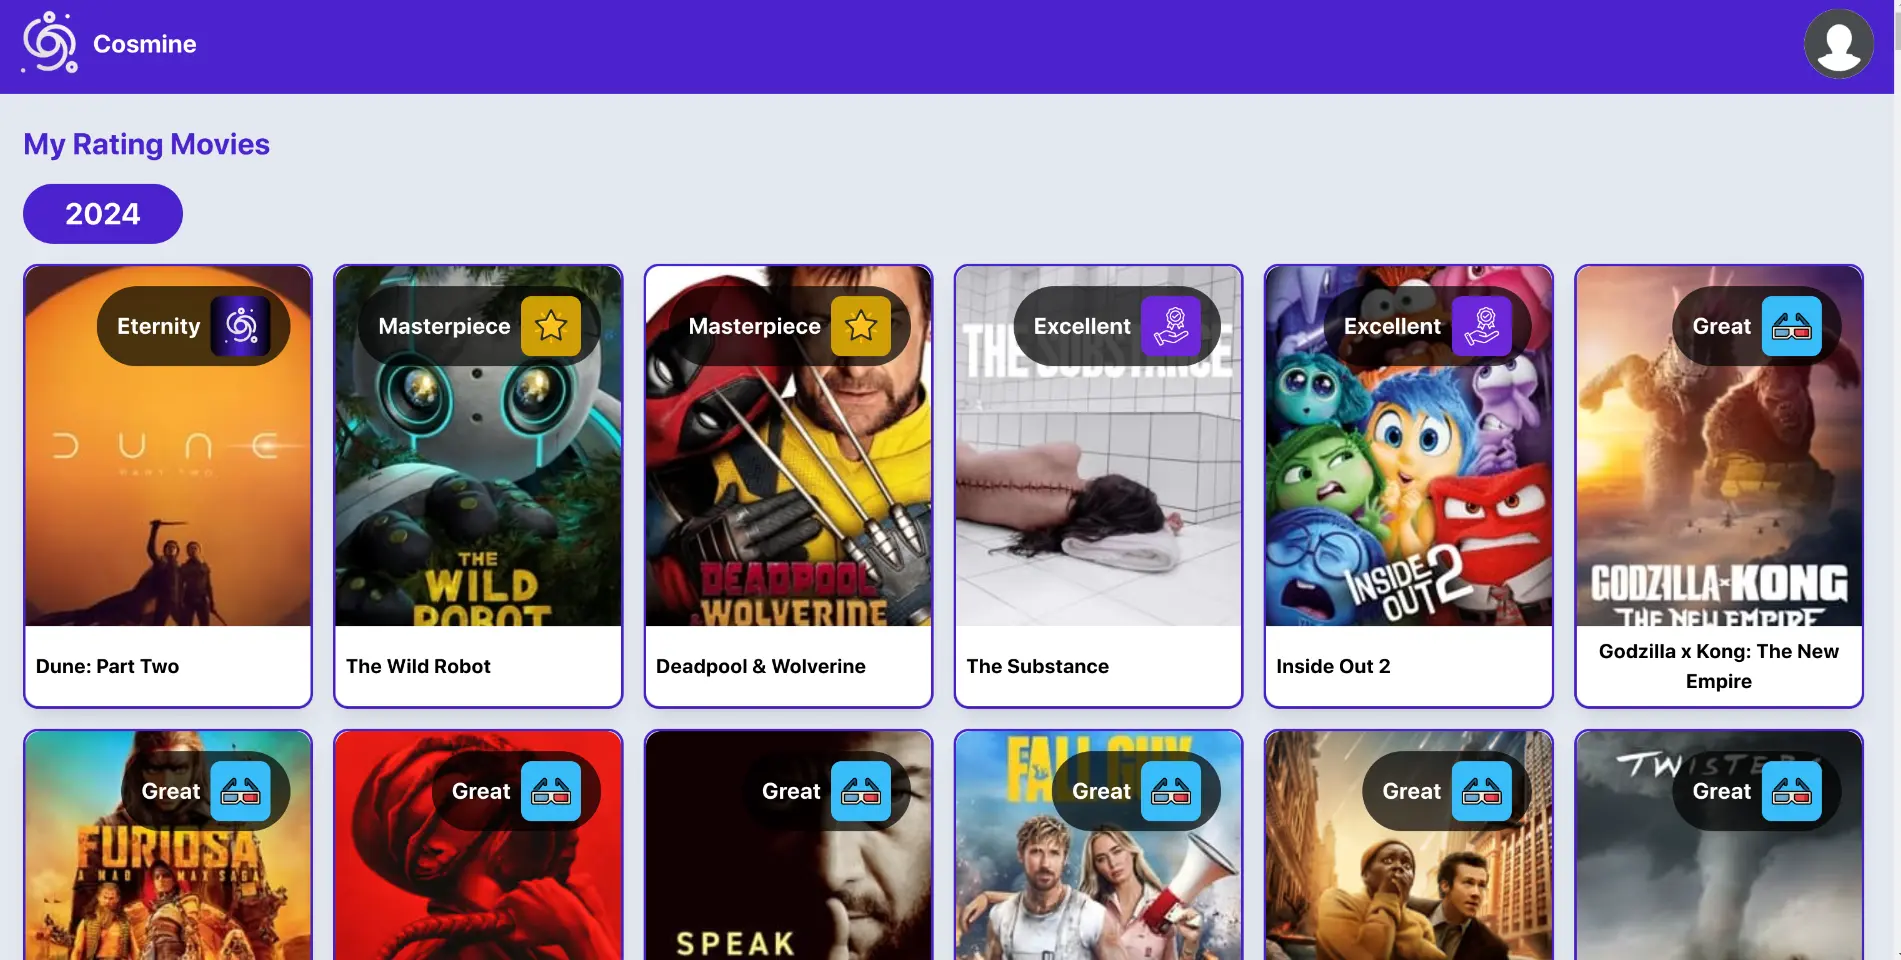 Cosmine
My Rating Movies
2024
Eternity
Masterpiece
Masterpiece
Excellent
Excellent
Great
DUNE
PART TWO
THE
WILD
ROBOT
DEADPOOL
& WOLVERINE
THE SUBSTANCE
INSIDE
OUT 2
GODZILLA x KONG
THE NEW EMPIRE
Dune: Part Two
The Wild Robot
Deadpool & Wolverine
The Substance
Inside Out 2
Godzilla x Kong: The New
Empire
Great
Great
Great
Great
Great
Great
FURIOSA
A MAD MAX SAGA
SPEAK
FALL GUY
TWISTERS